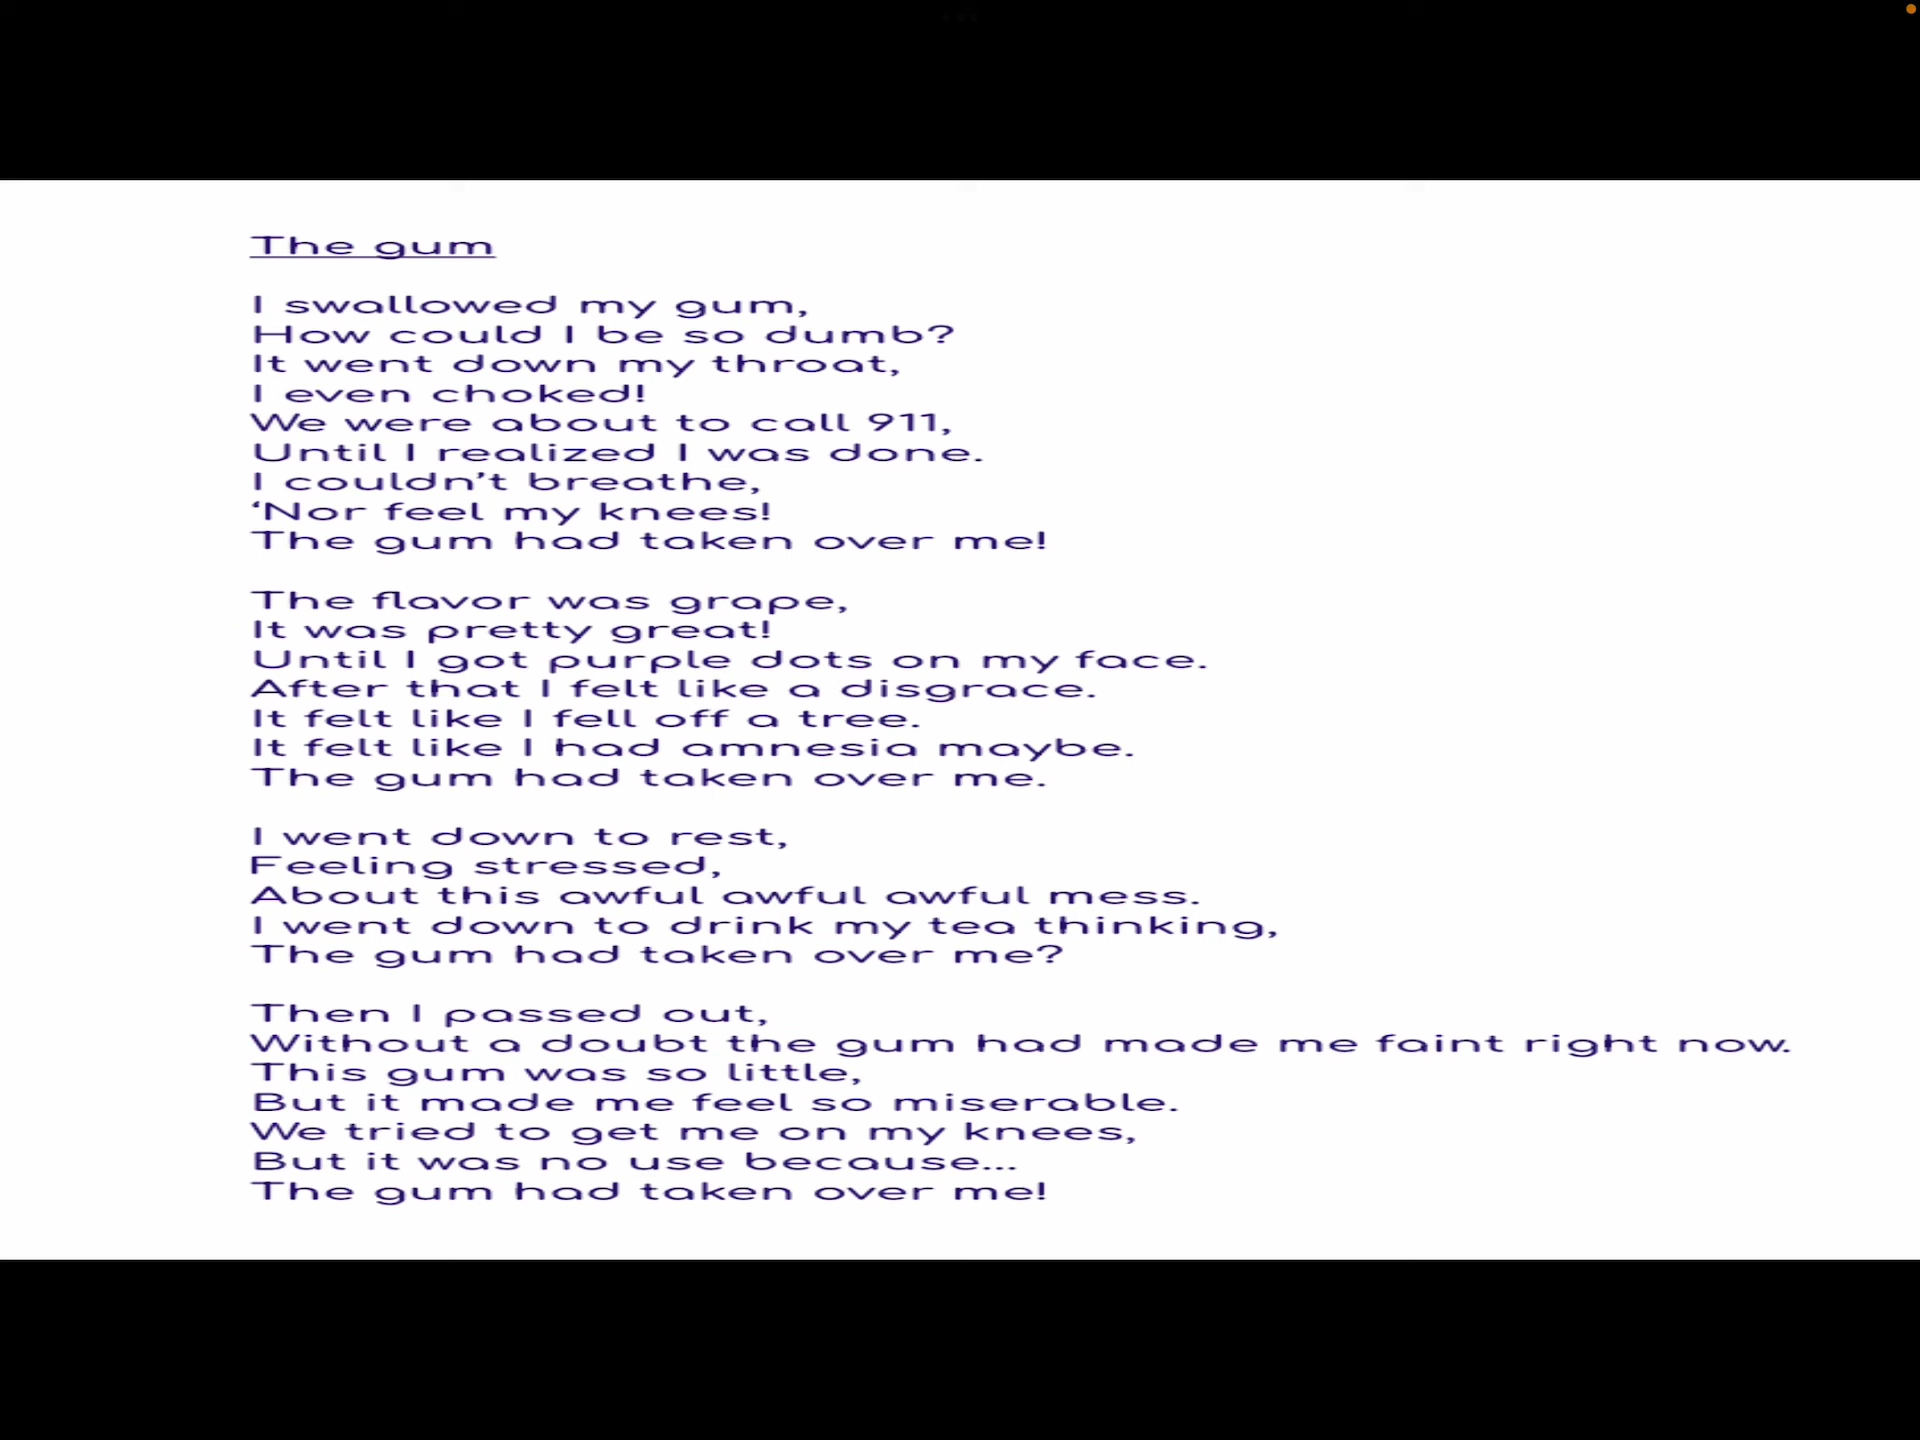 The gum
I swallowed my gum,
How could I be so dumb?
It went down my throat,
I even choked!
We were about to call 911,
Until I realized I was done.
I couldn't breathe,
‘Nor feel my knees!
The gum had taken over me!
The flavor was grape,
It was pretty great!
Until I got purple dots on my face.
After that I felt like a disgrace.
It felt like I fell off a tree.
It felt like I had amnesia maybe.
The gum had taken over me.
I went down to rest,
Feeling stressed,
About this awful awful awful mess.
I went down to drink my tea thinking,
The gum had taken over me?
Then I passed out,
Without a doubt the gum had made me faint right now.
This gum was so little,
But it made me feel so miserable.
We tried to get me on my knees,
But it was no use because...
The gum had taken over me!